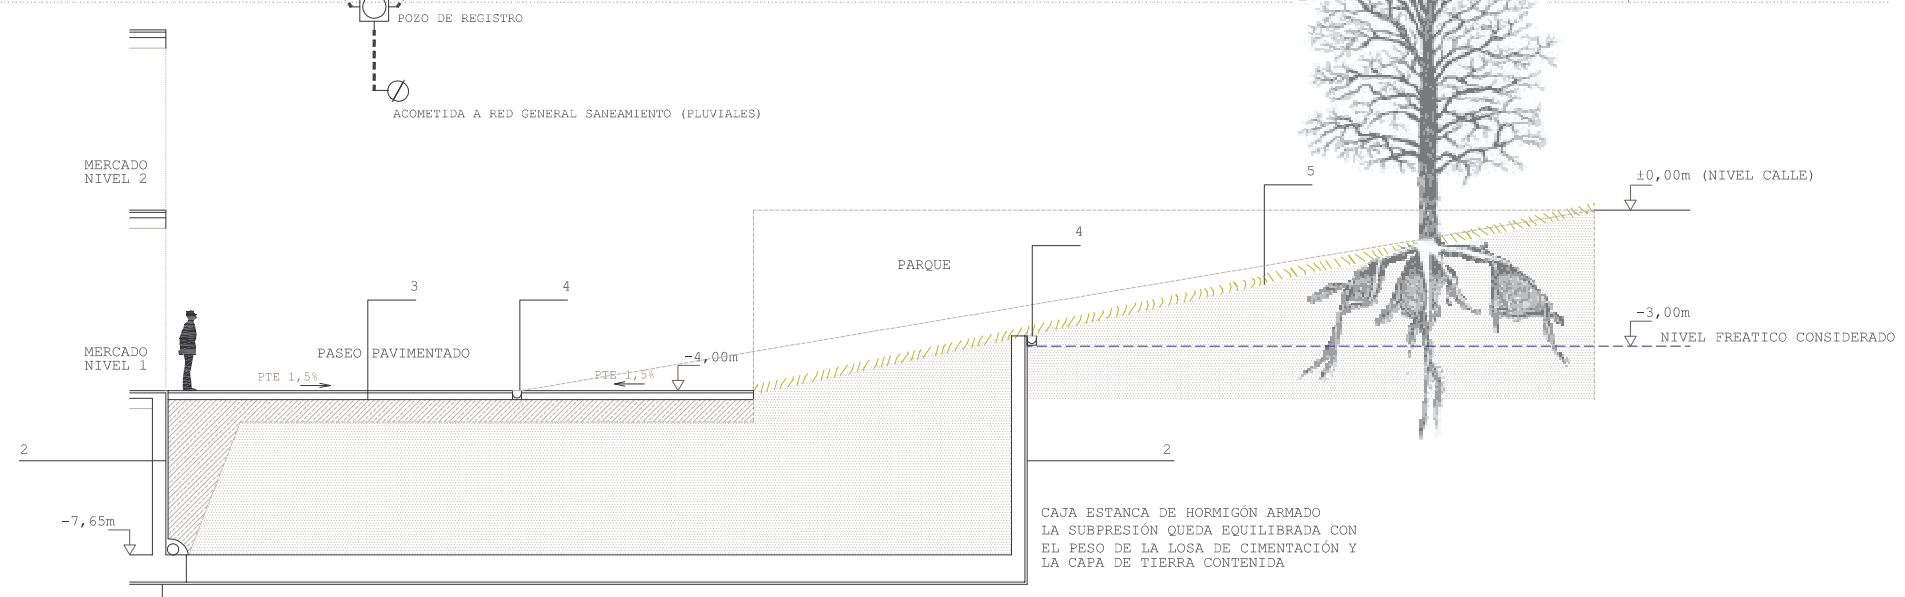 POZO DE REGISTRO
ACOMETIDA A RED GENERAL SANEAMIENTO (PLUVIALES)
MERCADO
NIVEL 2
5
±0,00m (NIVEL CALLE)
4
PARQUE
3
4
-3,00m
NIVEL FREATICO CONSIDERADO
MERCADO
NIVEL 1
PASEO PAVIMENTADO
-4,00m
PTE 1,5%
PTE 1,5%
2
2
-7,65m
CAJA ESTANCA DE HORMIGÓN ARMADO
LA SUBPRESIÓN QUEDA EQUILIBRADA CON
EL PESO DE LA LOSA DE CIMENTACIÓN Y
LA CAPA DE TIERRA CONTENIDA